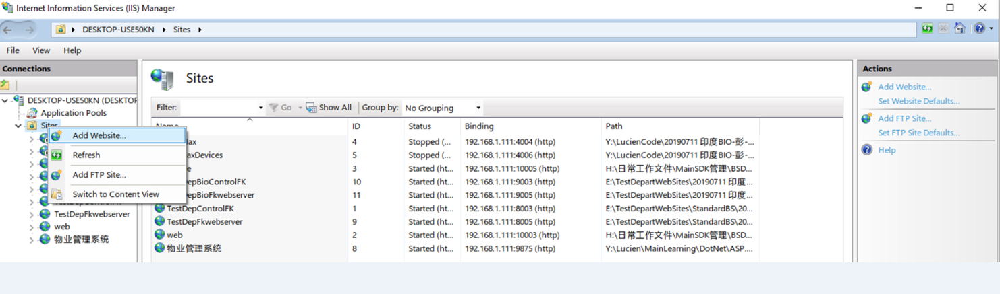 Internet Information Services (IIS) Manager
DESKTOP-USE50KN Sites
File View Help
Connections
DESKTOP-USE50KN (DESKTOP
Application Pools
Sites
Add Website...
Refresh
Add FTP Site...
Switch to Content View
TestDepFkwebserver
web
物业管理系统
Sites
Filter: Go Show All Group by: No Grouping
Name ID Status Binding Path
ax 4 Stopped (... 192.168.1.111:4004 (http) Y:\LucienCode\20190711 印度BIO-彭-...
axDevices 5 Stopped (... 192.168.1.111:4006 (http) Y:\LucienCode\20190711 印度BIO-彭-...
e 3 Started (ht... 192.168.1.111:10005 (http) H:\日常工作文件\MainSDK管理\BSD...
epBioControlFK 10 Started (ht... 192.168.1.111:9003 (http) E:\TestDepartWebSites\20190711 印度...
epBioFkwebserver 11 Started (ht... 192.168.1.111:9005 (http) E:\TestDepartWebSites\20190711 印度...
TestDepControlFK 1 Started (ht... 192.168.1.111:8003 (http) E:\TestDepartWebSites\StandardBS\20...
TestDepFkwebserver 9 Started (ht... 192.168.1.111:8005 (http) E:\TestDepartWebSites\StandardBS\20...
web 2 Started (ht... 192.168.1.111:10003 (http) H:\日常工作文件\MainSDK管理\BSD...
物业管理系统 8 Started (ht... 192.168.1.111:9875 (http) Y:\Lucien\MainLearning\DotNet\ASP....
Actions
Add Website...
Set Website Defaults...
Add FTP Site...
Set FTP Site Defaults...
Help